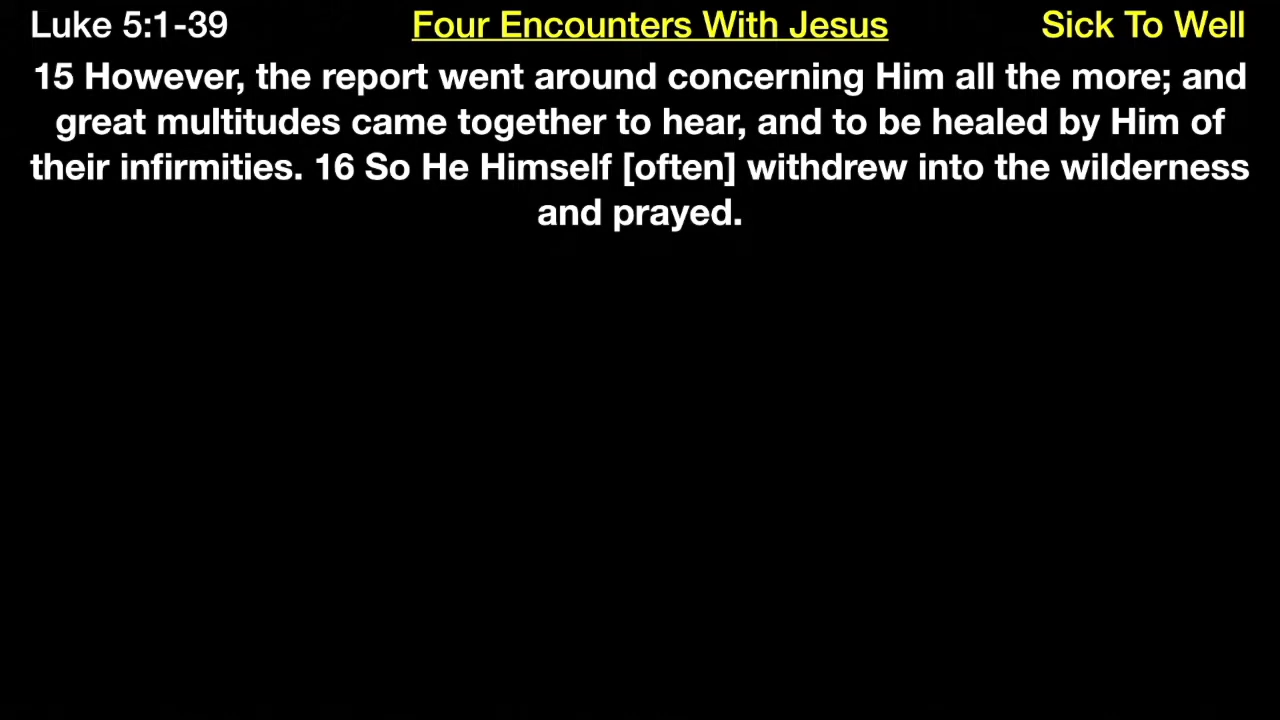 Luke 5:1-39 Four Encounters With Jesus Sick To Well
15 However, the report went around concerning Him all the more; and
great multitudes came together to hear, and to be healed by Him of
their infirmities. 16 So He Himself [often] withdrew into the wilderness
and prayed.